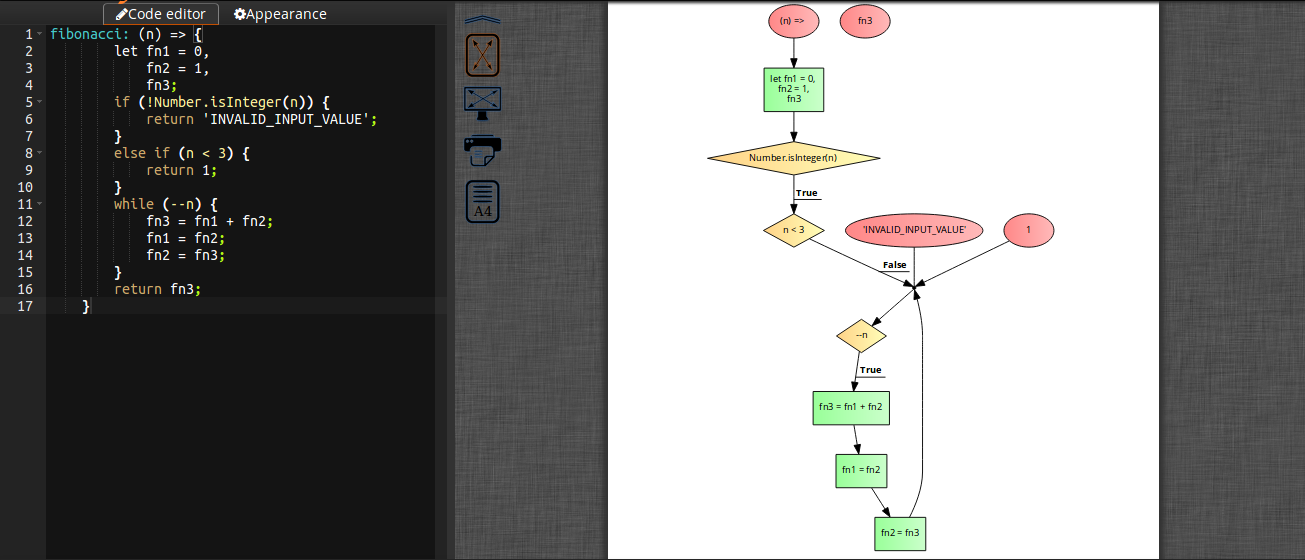 Code editor
Appearance
1 fibonacci: (n) => {
2 let fn1 = 0,
3 fn2 = 1,
4 fn3;
5 if (!Number.isInteger(n)) {
6 return 'INVALID_INPUT_VALUE';
7 }
8 else if (n < 3) {
9 return 1;
10 }
11 while (--n) {
12 fn3 = fn1 + fn2;
13 fn1 = fn2;
14 fn2 = fn3;
15 }
16 return fn3;
17 }
A4
(n) =>
fn3
let fn1 = 0,
fn2 = 1,
fn3
Number.isInteger(n)
True
n < 3
'INVALID_INPUT_VALUE'
1
False
--n
True
fn3 = fn1 + fn2
fn1 = fn2
fn2 = fn3